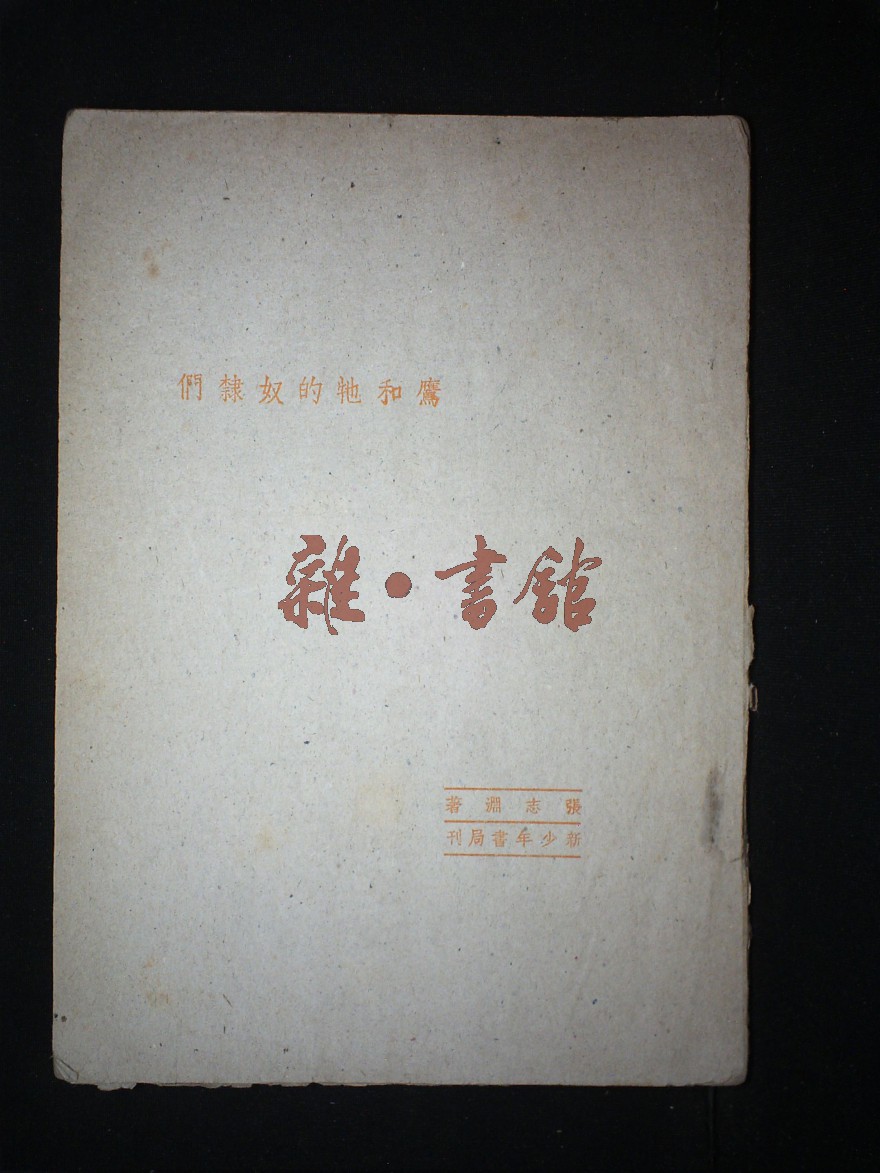 鷹和牠的奴隸們
雜•書館
張志淵著
新少年書局刊